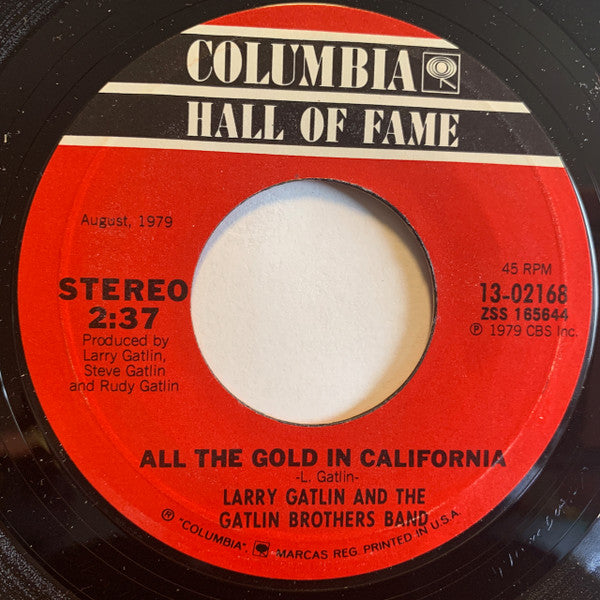 COLUMBIA
HALL OF FAME
August, 1979
45 RPM
STEREO
2:37
13-02168
ZSS 165644
℗ 1979 CBS Inc.
Produced by
Larry Gatlin,
Steve Gatlin
and Rudy Gatlin
ALL THE GOLD IN CALIFORNIA
-L. Gatlin-
LARRY GATLIN AND THE
GATLIN BROTHERS BAND
® "COLUMBIA", MARCAS REG. PRINTED IN U.S.A.